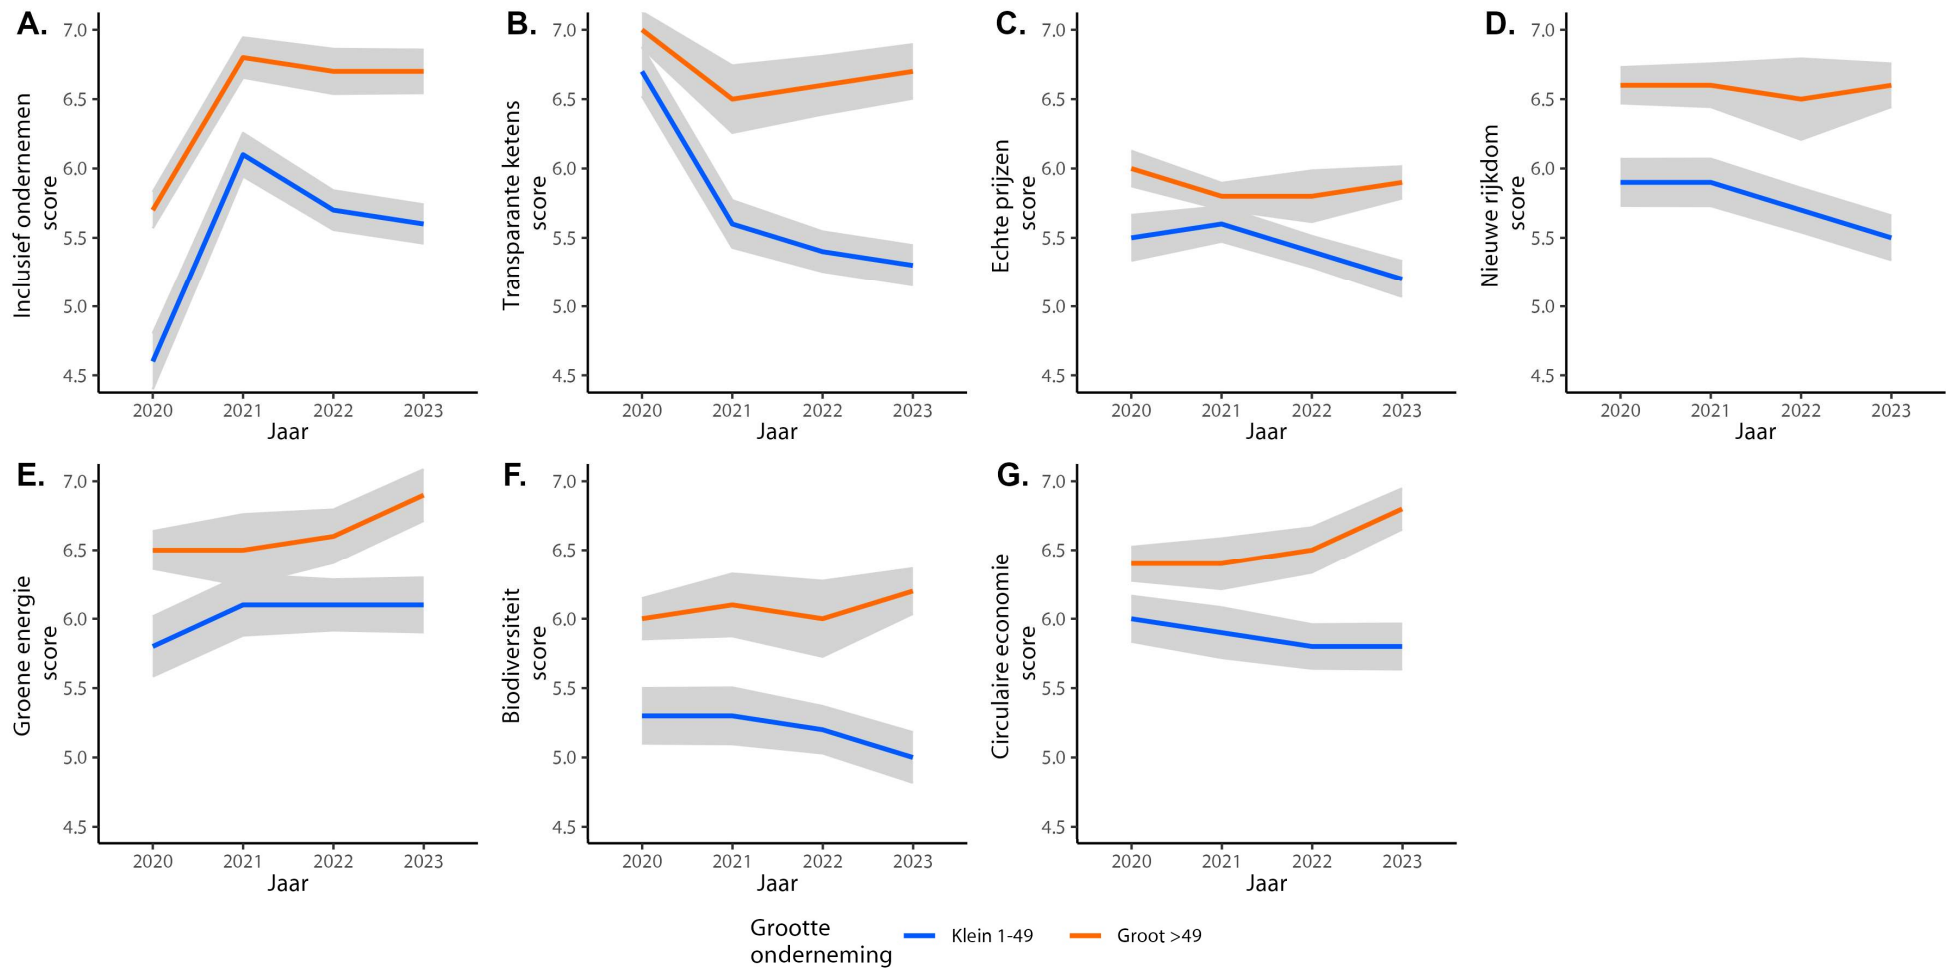 A.
7.0
6.5
6.0
5.5
5.0
4.5
Inclusief ondernemen
score
2020 2021 2022 2023
Jaar
B.
7.0
6.5
6.0
5.5
5.0
4.5
Transparante ketens
score
2020 2021 2022 2023
Jaar
C.
7.0
6.5
6.0
5.5
5.0
4.5
Echte prijzen
score
2020 2021 2022 2023
Jaar
D.
7.0
6.5
6.0
5.5
5.0
4.5
Nieuwe rijkdom
score
2020 2021 2022 2023
Jaar
E.
7.0
6.5
6.0
5.5
5.0
4.5
Groene energie
score
2020 2021 2022 2023
Jaar
F.
7.0
6.5
6.0
5.5
5.0
4.5
Biodiversiteit
score
2020 2021 2022 2023
Jaar
G.
7.0
6.5
6.0
5.5
5.0
4.5
Circulaire economie
score
2020 2021 2022 2023
Jaar
Grootte
onderneming
Klein 1-49
Groot >49